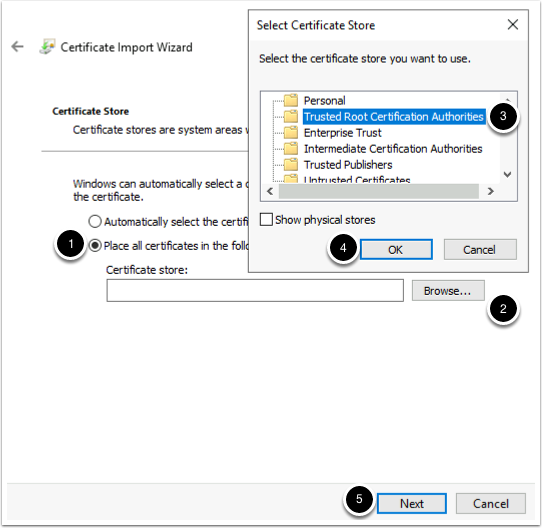 Certificate Import Wizard
Certificate Store
Certificate stores are system areas w
Windows can automatically select a c
the certificate.
Automatically select the certifi
1
Place all certificates in the follo
Certificate store:
Browse...
2
Select Certificate Store
Select the certificate store you want to use.
Personal
Trusted Root Certification Authorities
3
Enterprise Trust
Intermediate Certification Authorities
Trusted Publishers
Untrusted Certificates
Show physical stores
4
OK
Cancel
5
Next
Cancel